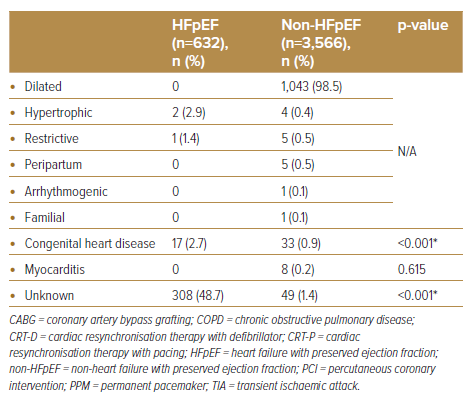 HFpEF (n=632), n (%) Non-HFpEF (n=3,566), n (%) p-value
• Dilated 0 1,043 (98.5)
• Hypertrophic 2 (2.9) 4 (0.4)
• Restrictive 1 (1.4) 5 (0.5)
• Peripartum 0 5 (0.5) N/A
• Arrhythmogenic 0 1 (0.1)
• Familial 0 1 (0.1)
• Congenital heart disease 17 (2.7) 33 (0.9) <0.001*
• Myocarditis 0 8 (0.2) 0.615
• Unknown 308 (48.7) 49 (1.4) <0.001*
CABG = coronary artery bypass grafting; COPD = chronic obstructive pulmonary disease;
CRT-D = cardiac resynchronisation therapy with defibrillator; CRT-P = cardiac
resynchronisation therapy with pacing; HFpEF = heart failure with preserved ejection fraction;
non-HFpEF = non-heart failure with preserved ejection fraction; PCI = percutaneous coronary
intervention; PPM = permanent pacemaker; TIA = transient ischaemic attack.